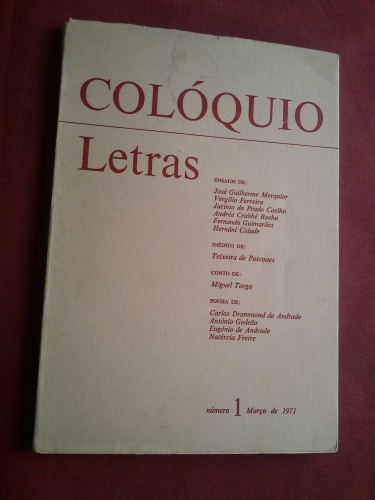 COLÓQUIO
Letras
ENSAIOS DE:
José Guilherme Merquior
Vergílio Ferreira
Jacinto do Prado Coelho
Andrée Crabbé Rocha
Fernando Guimarães
Hernâni Cidade
INÉDITO DE:
Teixeira de Pascoaes
CONTO DE:
Miguel Torga
POESIA DE:
Carlos Drummond de Andrade
António Gedeão
Eugénio de Andrade
Natércia Freire
número 1 Março de 1971